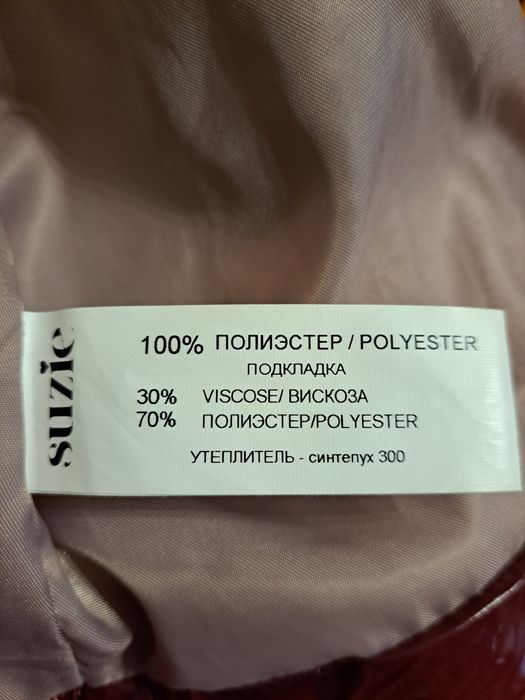 suzie
100% ПОЛИЭСТЕР / POLYESTER
ПОДКЛАДКА
30% VISCOSE/ ВИСКОЗА
70% ПОЛИЭСТЕР/POLYESTER
УТЕПЛИТЕЛЬ - синтепух 300